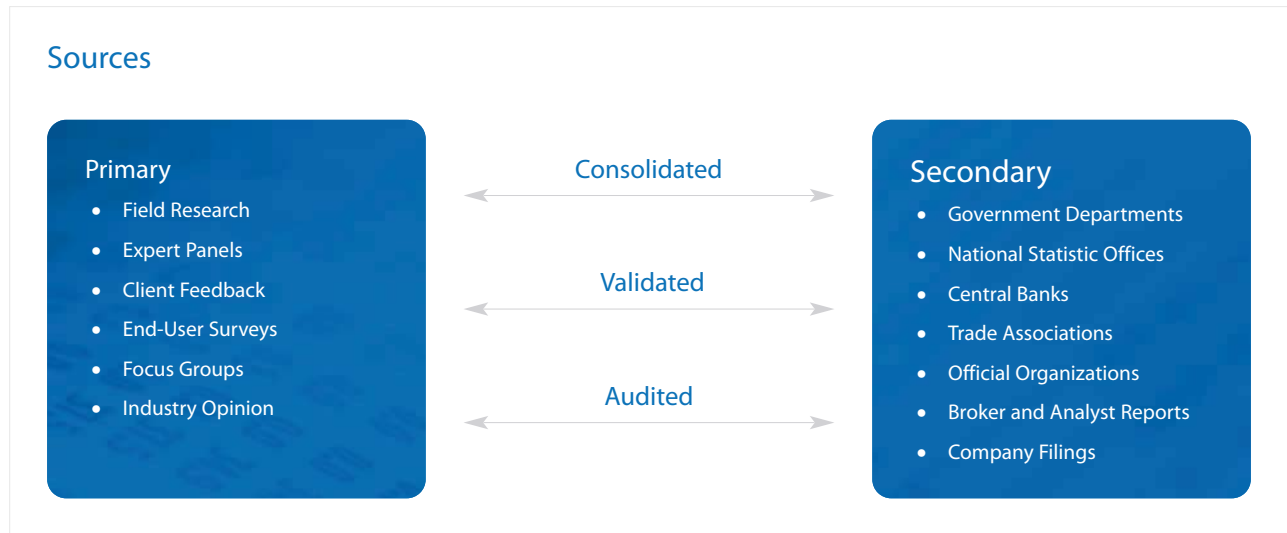 Sources
Primary
Field Research
Expert Panels
Client Feedback
End-User Surveys
Focus Groups
Industry Opinion
Consolidated
Validated
Audited
Secondary
Government Departments
National Statistic Offices
Central Banks
Trade Associations
Official Organizations
Broker and Analyst Reports
Company Filings